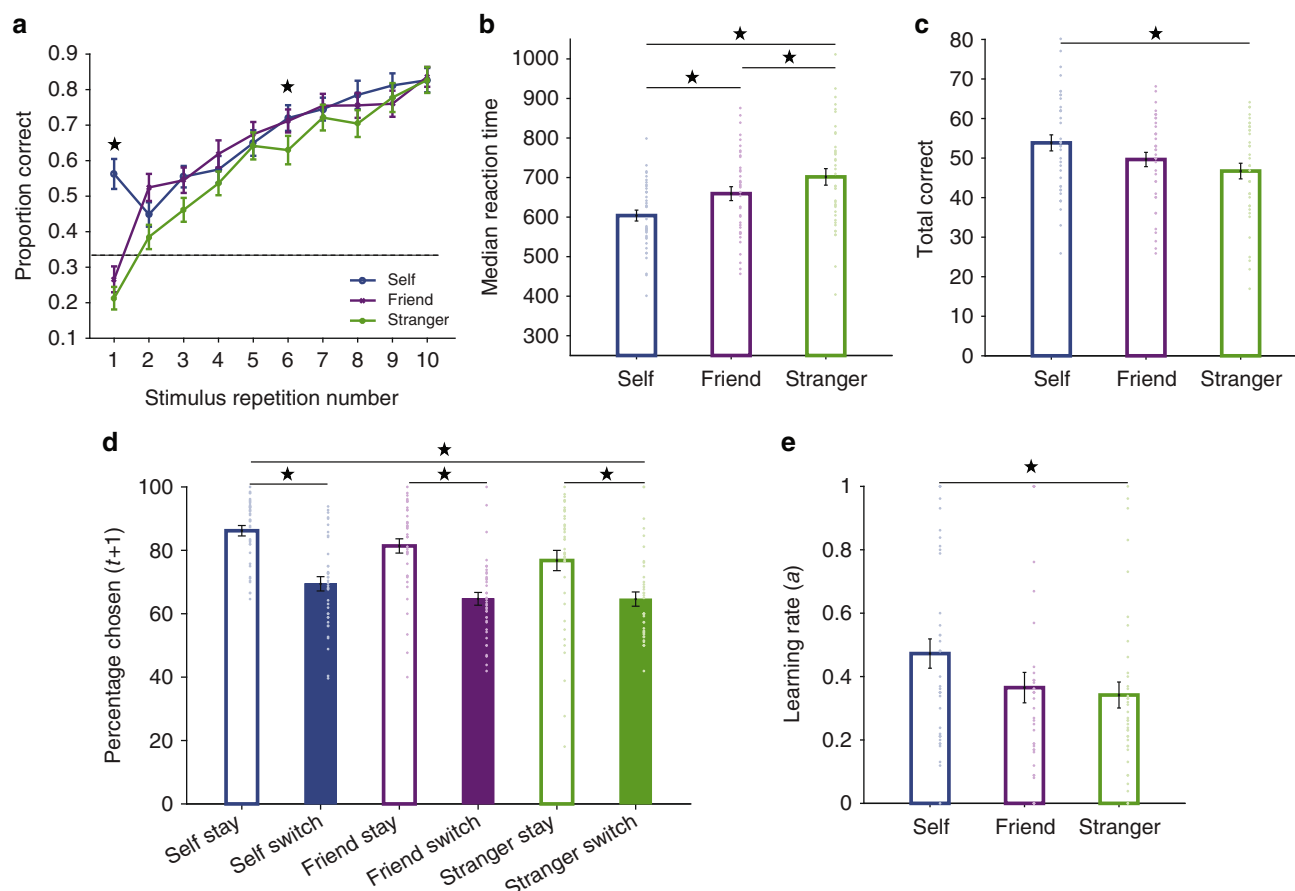 a
0.9
0.8
0.7
0.6
0.5
0.4
0.3
0.2
0.1
Proportion correct
Self
Friend
Stranger
1 2 3 4 5 6 7 8 9 10
Stimulus repetition number
b
1000
900
800
700
600
500
400
300
Median reaction time
Self Friend Stranger
c
80
70
60
50
40
30
20
10
0
Total correct
Self Friend Stranger
d
100
80
60
40
20
0
Percentage chosen (t+1)
Self stay
Self switch
Friend stay
Friend switch
Stranger stay
Stranger switch
e
1
0.8
0.6
0.4
0.2
0
Learning rate (a)
Self Friend Stranger